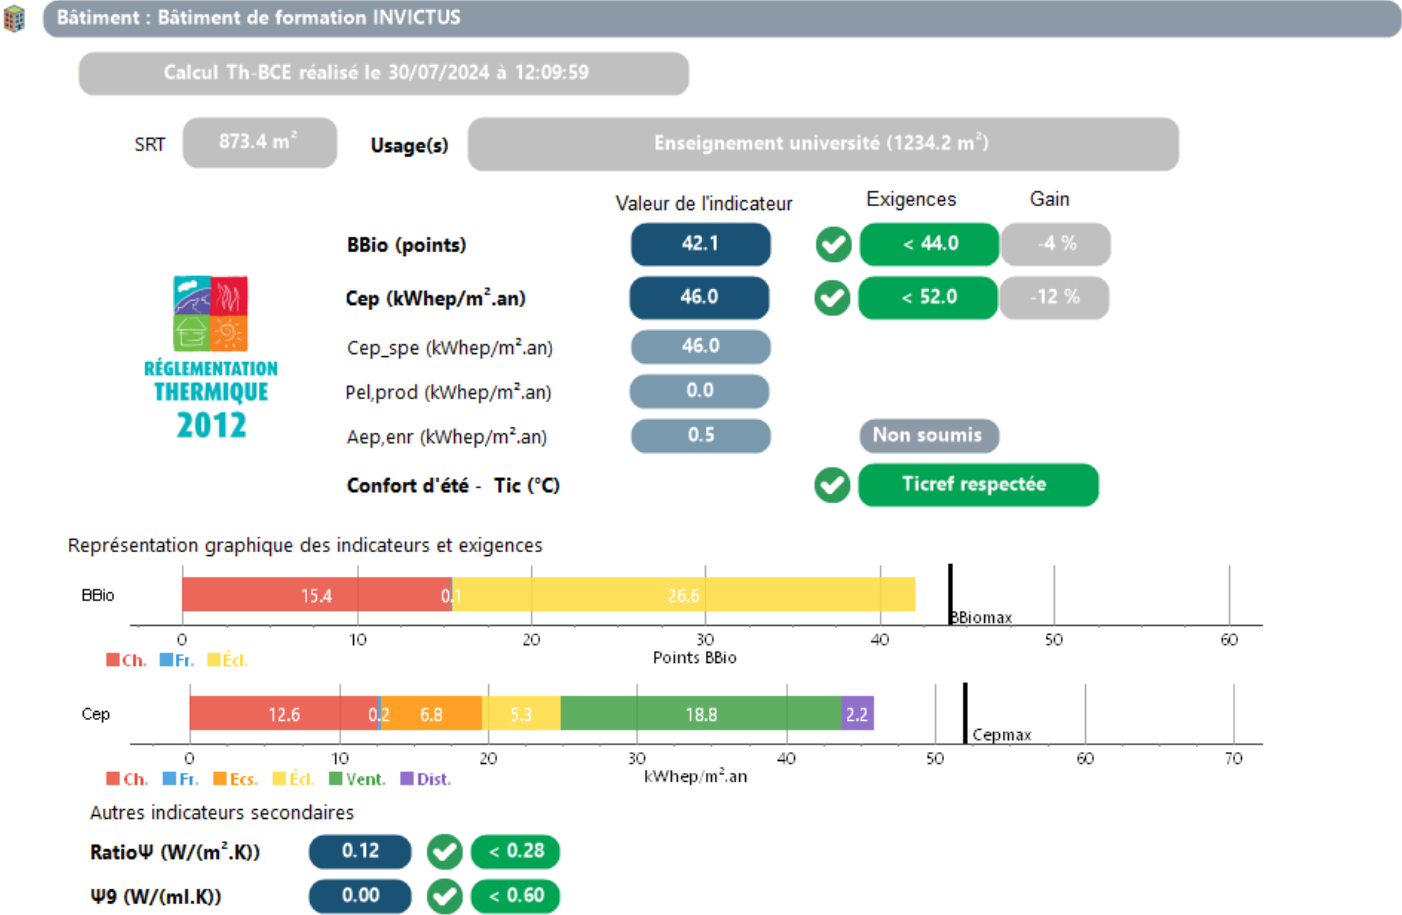 Bâtiment : Bâtiment de formation INVICTUS
Calcul Th-BCE réalisé le 30/07/2024 à 12:09:59
SRT 873.4 m² Usage(s) Enseignement université (1234.2 m²)
Valeur de l'indicateur Exigences Gain
BBio (points) 42.1 < 44.0 -4 %
Cep (kWhep/m².an) 46.0 < 52.0 -12 %
Cep_spe (kWhep/m².an) 46.0
Pel,prod (kWhep/m².an) 0.0
Aep,enr (kWhep/m².an) 0.5 Non soumis
Confort d'été - Tic (°C) Ticref respectée
RÉGLEMENTATION
THERMIQUE
2012
Représentation graphique des indicateurs et exigences
BBio 15.4 0.1 26.6
BBiomax
0 10 20 30 40 50 60
Points BBio
Ch. Fr. Écl.
Cep 12.6 0.2 6.8 5.3 18.8 2.2
Cepmax
0 10 20 30 40 50 60 70
kWhep/m².an
Ch. Fr. Ecs. Écl. Vent. Dist.
Autres indicateurs secondaires
RatioΨ (W/(m².K)) 0.12 < 0.28
Ψ9 (W/(ml.K)) 0.00 < 0.60